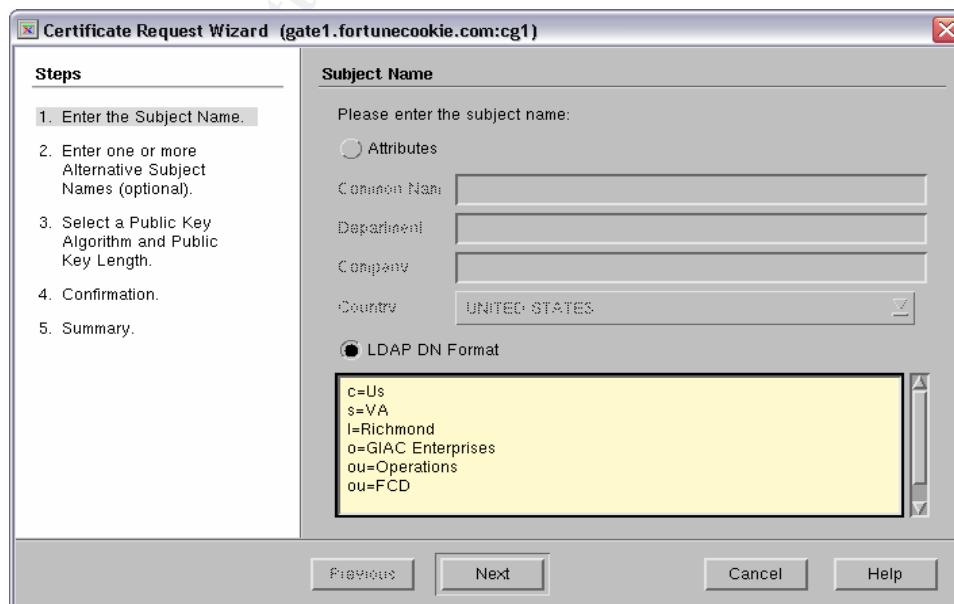 Certificate Request Wizard (gate1.fortunecookie.com:cg1)
Steps
1. Enter the Subject Name.
2. Enter one or more
Alternative Subject
Names (optional).
3. Select a Public Key
Algorithm and Public
Key Length.
4. Confirmation.
5. Summary.
Subject Name
Please enter the subject name:
Attributes
Common Nam
Department
Company
Country
UNITED STATES
LDAP DN Format
c=Us
s=VA
l=Richmond
o=GIAC Enterprises
ou=Operations
ou=FCD
Previous
Next
Cancel
Help